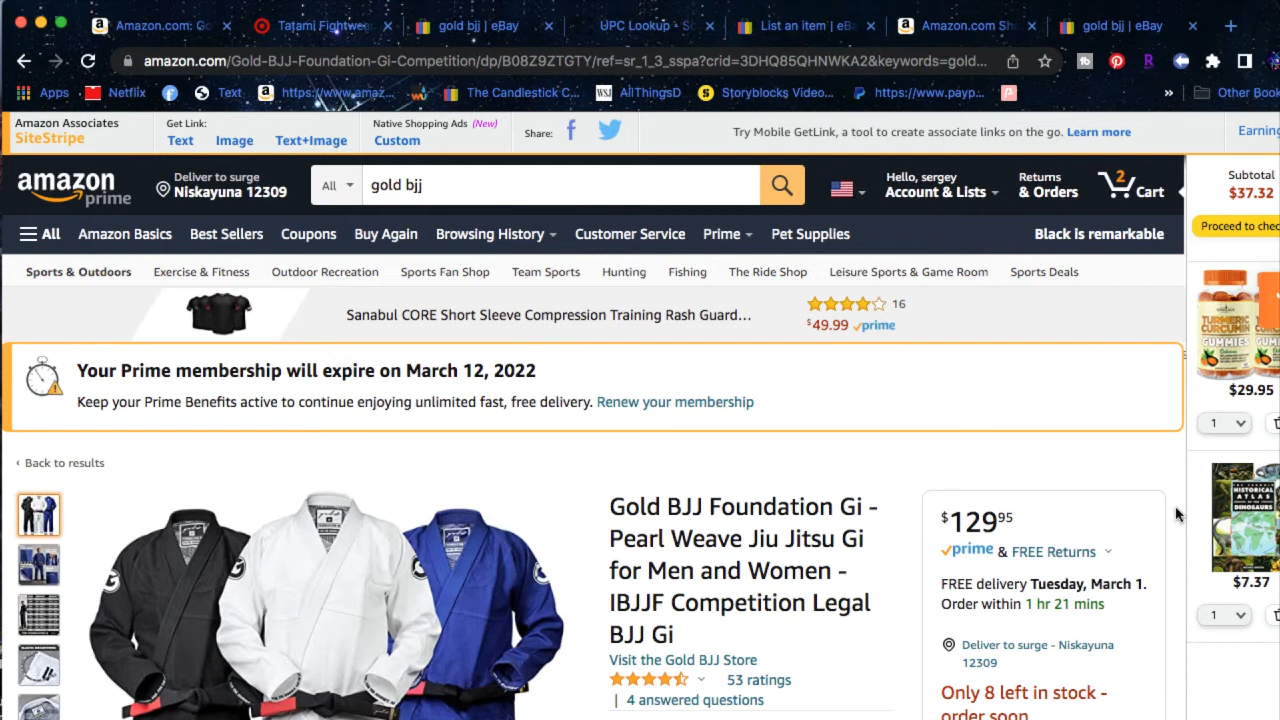 Amazon.com: Go
Tatami Fightwe
gold bjj | eBay
UPC Lookup - S
List an item | eB
Amazon.com Sh
gold bjj | eBay
amazon.com/Gold-BJJ-Foundation-Gi-Competition/dp/B08Z9ZTGTY/ref=sr_1_3_sspa?crid=3DHQ85QHNWKA2&keywords=gold...
Apps
Netflix
Text
https://www.amaz...
The Candlestick C...
WSJ
AllThingsD
Storyblocks Video...
https://www.payp...
»
Other Book
Amazon Associates
SiteStripe
Get Link:
Text Image Text+Image
Native Shopping Ads (New)
Custom
Share:
Try Mobile GetLink, a tool to create associate links on the go. Learn more
Earning
amazon
prime
Deliver to surge
Niskayuna 12309
All
gold bjj
Hello, sergey
Account & Lists
Returns
& Orders
2
Cart
Subtotal
$37.32
Proceed to chec
All Amazon Basics Best Sellers Coupons Buy Again Browsing History Customer Service Prime Pet Supplies
Black is remarkable
Sports & Outdoors Exercise & Fitness Outdoor Recreation Sports Fan Shop Team Sports Hunting Fishing The Ride Shop Leisure Sports & Game Room Sports Deals
Sanabul CORE Short Sleeve Compression Training Rash Guard...
16
$49.99 prime
TURMERIC
CURCUMIN
GUMMIES
$29.95
1
Your Prime membership will expire on March 12, 2022
Keep your Prime Benefits active to continue enjoying unlimited fast, free delivery. Renew your membership
‹ Back to results
Gold BJJ Foundation Gi -
Pearl Weave Jiu Jitsu Gi
for Men and Women -
IBJJF Competition Legal
BJJ Gi
Visit the Gold BJJ Store
53 ratings
| 4 answered questions
$129.95
prime & FREE Returns
FREE delivery Tuesday, March 1.
Order within 1 hr 21 mins
Deliver to surge - Niskayuna
12309
Only 8 left in stock -
order soon
HISTORICAL
ATLAS
OF THE
DINOSAURS
$7.37
1